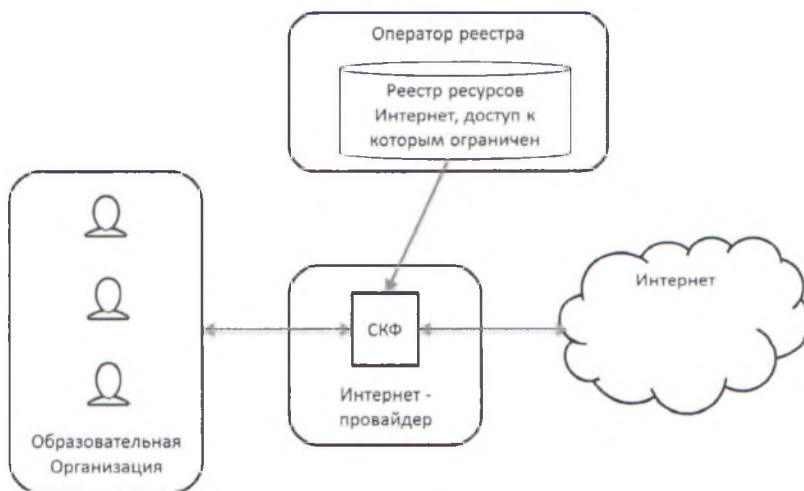 Оператор реестра
Реестр ресурсов
Интернет, доступ к
которым ограничен
Интернет
СКФ
Интернет -
провайдер
Образовательная
Организация